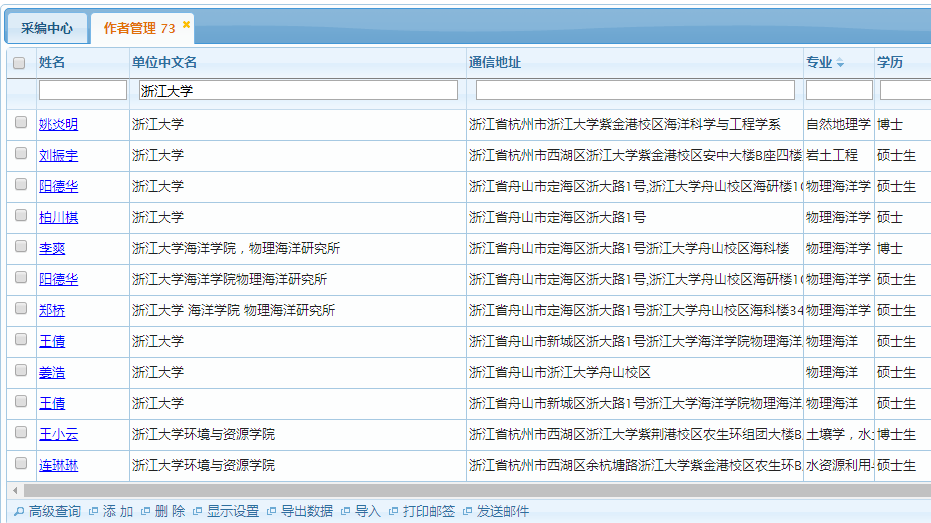 采编中心 作者管理 73
姓名 单位中文名 通信地址 专业 学历
浙江大学
姚炎明 浙江大学 浙江省杭州市浙江大学紫金港校区海洋科学与工程学系 自然地理学 博士
刘振宇 浙江大学 浙江省杭州市西湖区浙江大学紫金港校区安中大楼B座四楼 岩土工程 硕士生
阳德华 浙江大学 浙江省舟山市定海区浙大路1号,浙江大学舟山校区海研楼10 物理海洋学 硕士生
柏川棋 浙江大学 浙江省舟山市定海区浙大路1号 物理海洋学 硕士
李爽 浙江大学海洋学院，物理海洋研究所 浙江省舟山市定海区浙大路1号浙江大学舟山校区海科楼 物理海洋学 博士
阳德华 浙江大学海洋学院物理海洋研究所 浙江省舟山市定海区浙大路1号,浙江大学舟山校区海研楼10 物理海洋学 硕士生
郑桥 浙江大学 海洋学院 物理海洋研究所 浙江省舟山市定海区浙大路1号浙江大学舟山校区海科楼34 物理海洋学 硕士生
王倩 浙江大学 浙江省舟山市新城区浙大路1号浙江大学海洋学院物理海洋 物理海洋 硕士生
姜浩 浙江大学 浙江省舟山市浙江大学舟山校区 物理海洋 硕士生
王倩 浙江大学 浙江省舟山市新城区浙大路1号浙江大学海洋学院物理海洋 物理海洋 硕士生
王小云 浙江大学环境与资源学院 浙江省杭州市西湖区浙江大学紫荆港校区农生环组团大楼B 土壤学，水 博士生
连琳琳 浙江大学环境与资源学院 浙江省杭州市西湖区余杭塘路浙江大学紫金港校区农生环B 水资源利用 硕士生
高级查询 添 加 删 除 显示设置 导出数据 导入 打印邮签 发送邮件